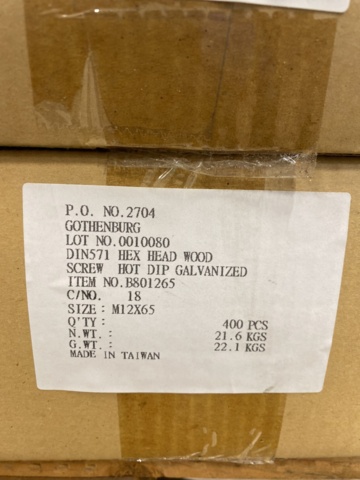 P.O. NO.2704
GOTHENBURG
LOT NO.0010080
DIN571 HEX HEAD WOOD
SCREW HOT DIP GALVANIZED
ITEM NO.B801265
C/NO. 18
SIZE : M12X65
Q'TY : 400 PCS
N.WT. : 21.6 KGS
G.WT. : 22.1 KGS
MADE IN TAIWAN